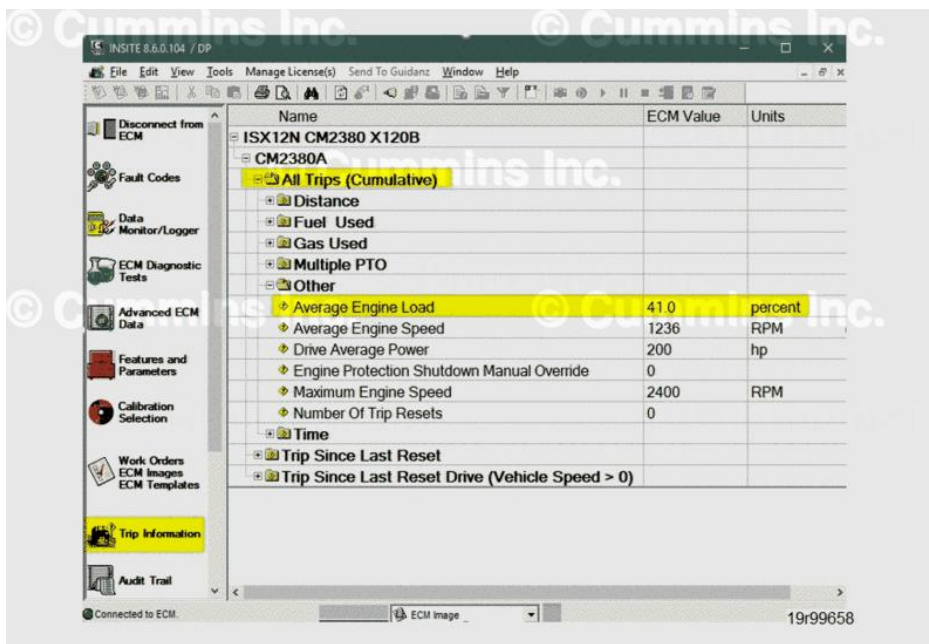 © Cummins Inc.
© Cummins Inc.
INSITE 8.6.0.104 / DP
File Edit View Tools Manage License(s) Send To Guidanz Window Help
Name ECM Value Units
Disconnect from
ECM
Fault Codes
Data
Monitor/Logger
ECM Diagnostic
Tests
Advanced ECM
Data
Features and
Parameters
Calibration
Selection
Work Orders
ECM Images
ECM Templates
Trip Information
Audit Trail
ISX12N CM2380 X120B
CM2380A
All Trips (Cumulative)
Distance
Fuel Used
Gas Used
Multiple PTO
Other
Average Engine Load 41.0 percent
Average Engine Speed 1236 RPM
Drive Average Power 200 hp
Engine Protection Shutdown Manual Override 0
Maximum Engine Speed 2400 RPM
Number Of Trip Resets 0
Time
Trip Since Last Reset
Trip Since Last Reset Drive (Vehicle Speed > 0)
© Cummins Inc.
© Cummins Inc.
Cummins Inc.
Connected to ECM.
ECM Image
19r99658